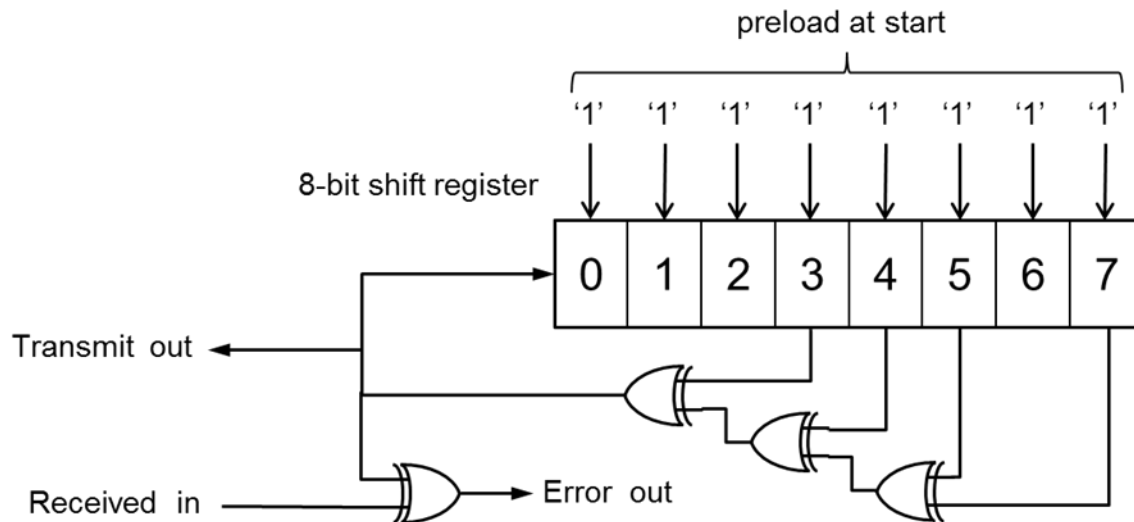 preload at start
‘1’ ‘1’ ‘1’ ‘1’ ‘1’ ‘1’ ‘1’ ‘1’
8-bit shift register
0 1 2 3 4 5 6 7
Transmit out
Received in
Error out